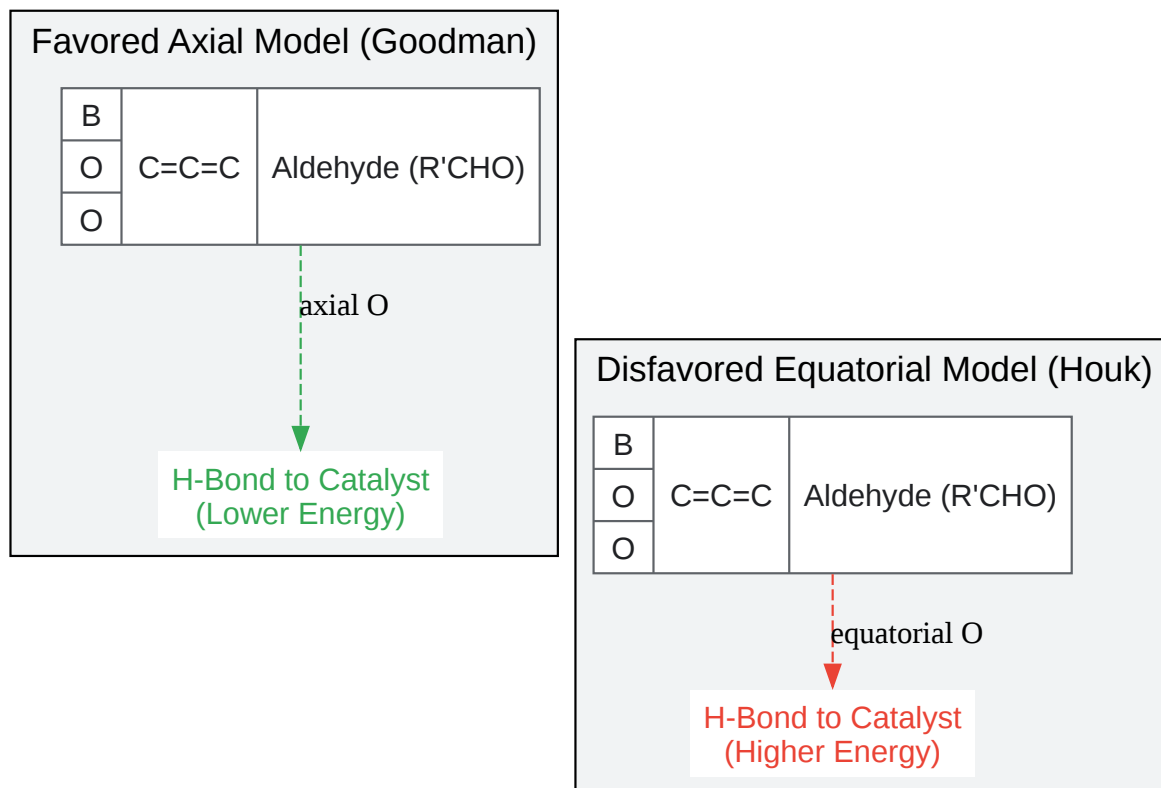 Favored Axial Model (Goodman)
B
O
O
C=C=C
Aldehyde (R'CHO)
axial O
H-Bond to Catalyst
(Lower Energy)
Disfavored Equatorial Model (Houk)
B
O
O
C=C=C
Aldehyde (R'CHO)
equatorial O
H-Bond to Catalyst
(Higher Energy)